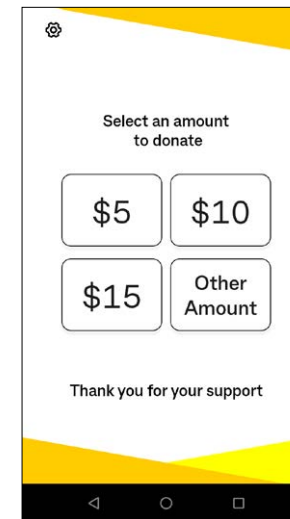 Select an amount
to donate
$5
$10
$15
Other
Amount
Thank you for your support